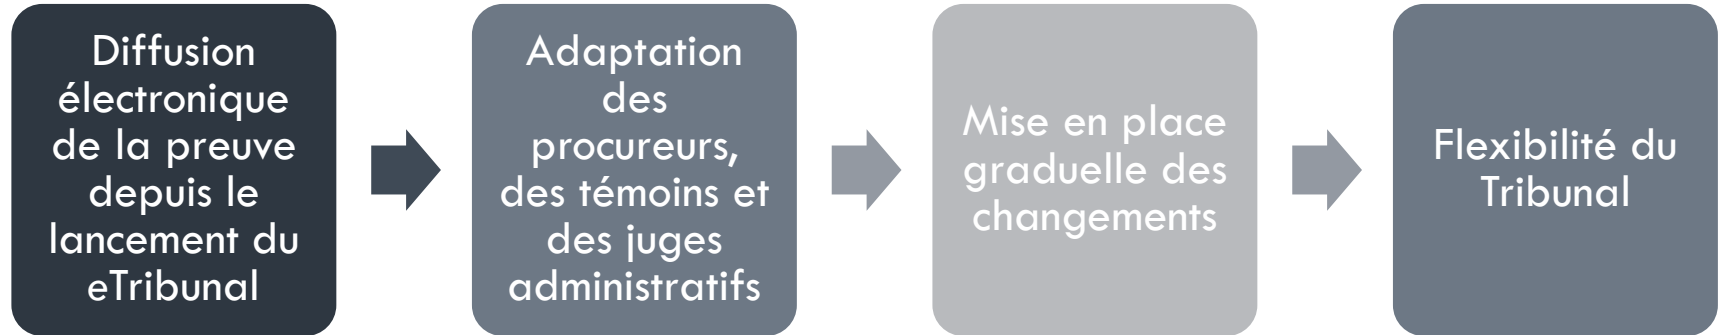 Diffusion
électronique
de la preuve
depuis le
lancement du
eTribunal
Adaptation
des
procureurs,
des témoins et
des juges
administratifs
Mise en place
graduelle des
changements
Flexibilité du
Tribunal